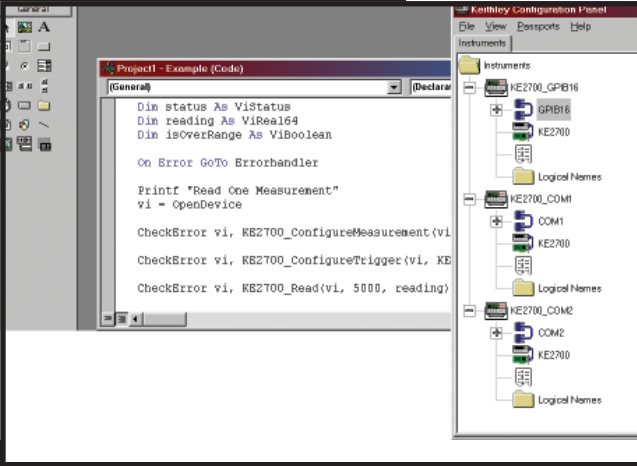 General
A
Project1 - Example (Code)
(General)
Dim status As ViStatus
Dim reading As ViReal64
Dim isOverRange As ViBoolean
On Error GoTo Errorhandler
Printf "Read One Measurement"
vi = OpenDevice
CheckError vi, KE2700_ConfigureMeasurement(vi
CheckError vi, KE2700_ConfigureTrigger(vi, KE
CheckError vi, KE2700_Read(vi, 5000, reading)
Keithley Configuration Panel
File View Passports Help
Instruments
Instruments
KE2700_GPIB16
GPIB16
KE2700
Logical Names
KE2700_COM1
COM1
KE2700
Logical Names
KE2700_COM2
COM2
KE2700
Logical Names